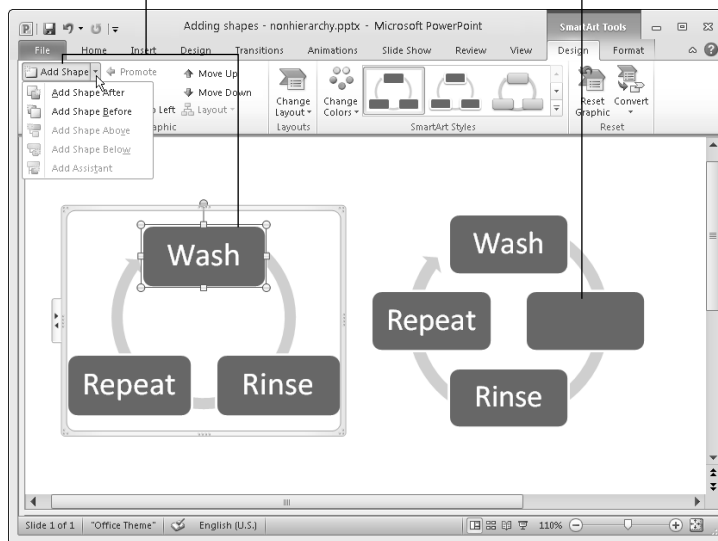 Adding shapes - nonhierarchy.pptx - Microsoft PowerPoint
SmartArt Tools
File Home Insert Design Transitions Animations Slide Show Review View Design Format
Add Shape Promote Move Up
Add Shape After Move Down
Add Shape Before Left Layout
Add Shape Above
Add Shape Below
Add Assistant
Change Layout
Change Colors
Reset Graphic
Convert
Layouts SmartArt Styles Reset
Wash
Repeat Rinse
Wash
Repeat
Rinse
Slide 1 of 1 "Office Theme" English (U.S.) 110%